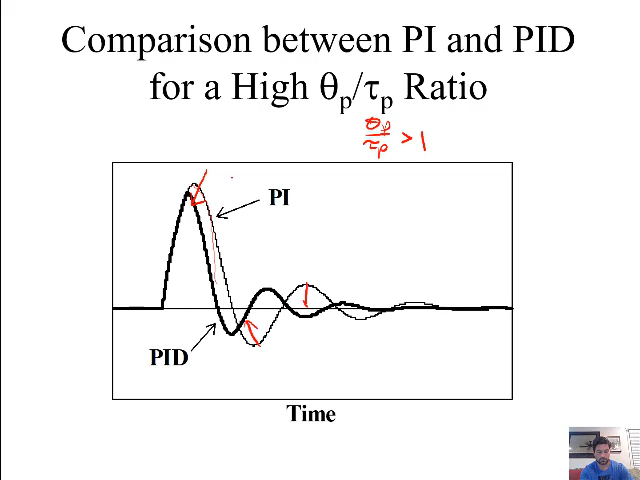 Comparison between PI and PID
for a High θp/τp Ratio
θp/τp > 1
PI
PID
Time